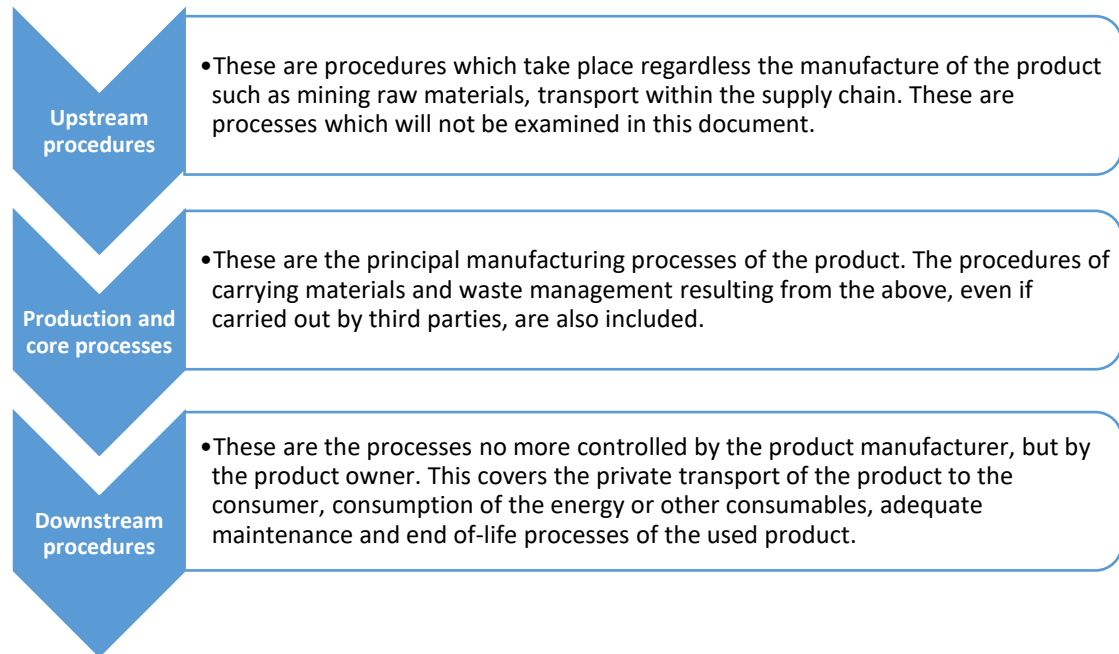 Upstream
procedures
•These are procedures which take place regardless the manufacture of the product
such as mining raw materials, transport within the supply chain. These are
processes which will not be examined in this document.
Production and
core processes
•These are the principal manufacturing processes of the product. The procedures of
carrying materials and waste management resulting from the above, even if
carried out by third parties, are also included.
Downstream
procedures
•These are the processes no more controlled by the product manufacturer, but by
the product owner. This covers the private transport of the product to the
consumer, consumption of the energy or other consumables, adequate
maintenance and end of-life processes of the used product.